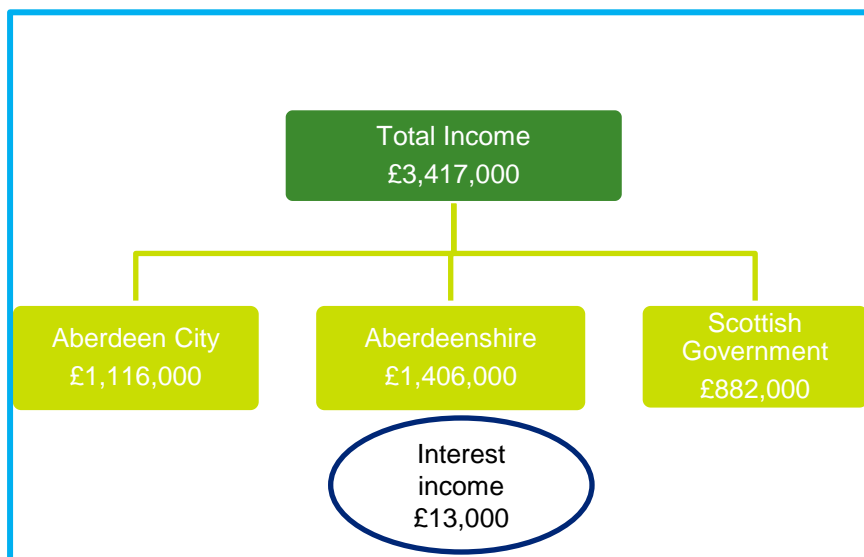 Total Income
£3,417,000
Aberdeen City
£1,116,000
Aberdeenshire
£1,406,000
Scottish
Government
£882,000
Interest
income
£13,000